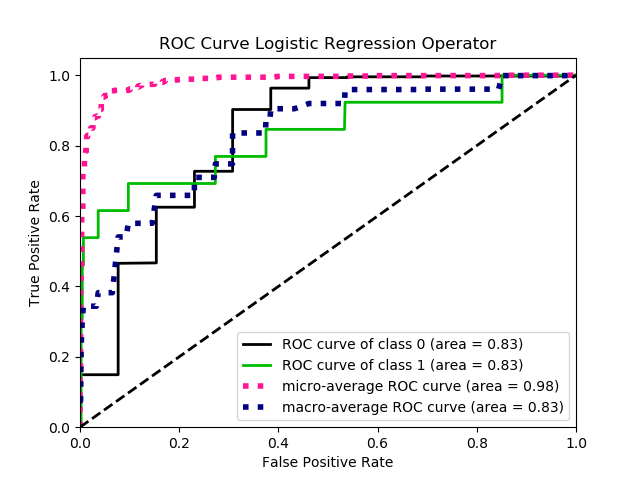 ROC Curve Logistic Regression Operator
1.0
0.8
0.6
0.4
0.2
0.0
True Positive Rate
ROC curve of class 0 (area = 0.83)
ROC curve of class 1 (area = 0.83)
micro-average ROC curve (area = 0.98)
macro-average ROC curve (area = 0.83)
0.0 0.2 0.4 0.6 0.8 1.0
False Positive Rate